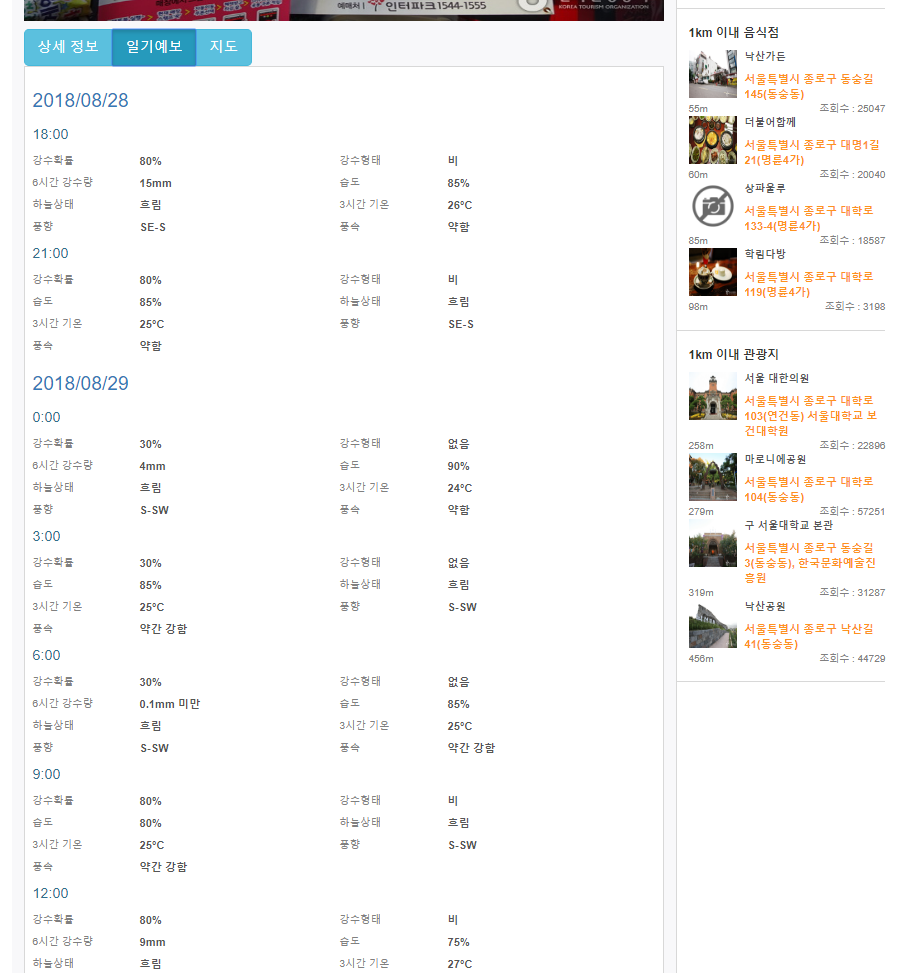 예매처
인터파크1544-1555
KOREA TOURISM ORGANIZATION
상세 정보 일기예보 지도
2018/08/28
18:00
강수확률 80% 강수형태 비
6시간 강수량 15mm 습도 85%
하늘상태 흐림 3시간 기온 26°C
풍향 SE-S 풍속 약함
21:00
강수확률 80% 강수형태 비
습도 85% 하늘상태 흐림
3시간 기온 25°C 풍향 SE-S
풍속 약함
2018/08/29
0:00
강수확률 30% 강수형태 없음
6시간 강수량 4mm 습도 90%
하늘상태 흐림 3시간 기온 24°C
풍향 S-SW 풍속 약함
3:00
강수확률 30% 강수형태 없음
습도 85% 하늘상태 흐림
3시간 기온 25°C 풍향 S-SW
풍속 약간 강함
6:00
강수확률 30% 강수형태 없음
6시간 강수량 0.1mm 미만 습도 85%
하늘상태 흐림 3시간 기온 25°C
풍향 S-SW 풍속 약간 강함
9:00
강수확률 80% 강수형태 비
습도 80% 하늘상태 흐림
3시간 기온 25°C 풍향 S-SW
풍속 약간 강함
12:00
강수확률 80% 강수형태 비
6시간 강수량 9mm 습도 75%
하늘상태 흐림 3시간 기온 27°C
1km 이내 음식점
낙산가든
서울특별시 종로구 동숭길
145(동숭동)
55m 조회수 : 25047
더불어함께
서울특별시 종로구 대명1길
21(명륜4가)
60m 조회수 : 20040
상파울루
서울특별시 종로구 대학로
133-4(명륜4가)
85m 조회수 : 18587
학림다방
서울특별시 종로구 대학로
119(명륜4가)
98m 조회수 : 3198
1km 이내 관광지
서울 대한의원
서울특별시 종로구 대학로
103(연건동) 서울대학교 보
건대학원
258m 조회수 : 22896
마로니에공원
서울특별시 종로구 대학로
104(동숭동)
279m 조회수 : 57251
구 서울대학교 본관
서울특별시 종로구 동숭길
3(동숭동), 한국문화예술진
흥원
319m 조회수 : 31287
낙산공원
서울특별시 종로구 낙산길
41(동숭동)
456m 조회수 : 44729